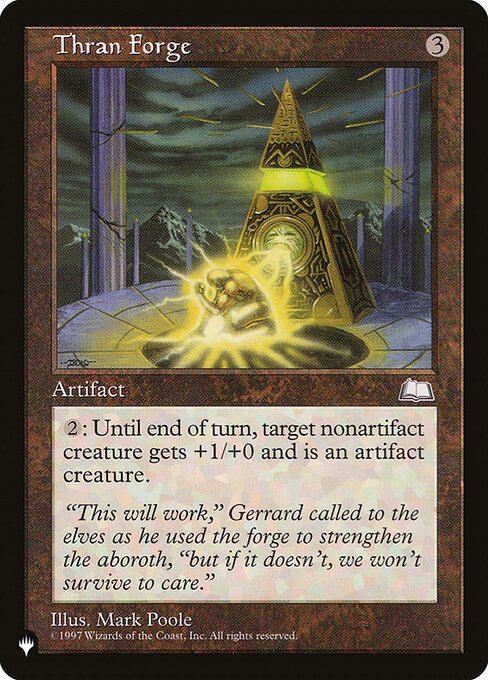 Thran Forge
3
Artifact
2: Until end of turn, target nonartifact
creature gets +1/+0 and is an artifact
creature.
“This will work,” Gerrard called to the
elves as he used the forge to strengthen
the aboroth, “but if it doesn’t, we won’t
survive to care.”
Illus. Mark Poole
©1997 Wizards of the Coast, Inc. All rights reserved.